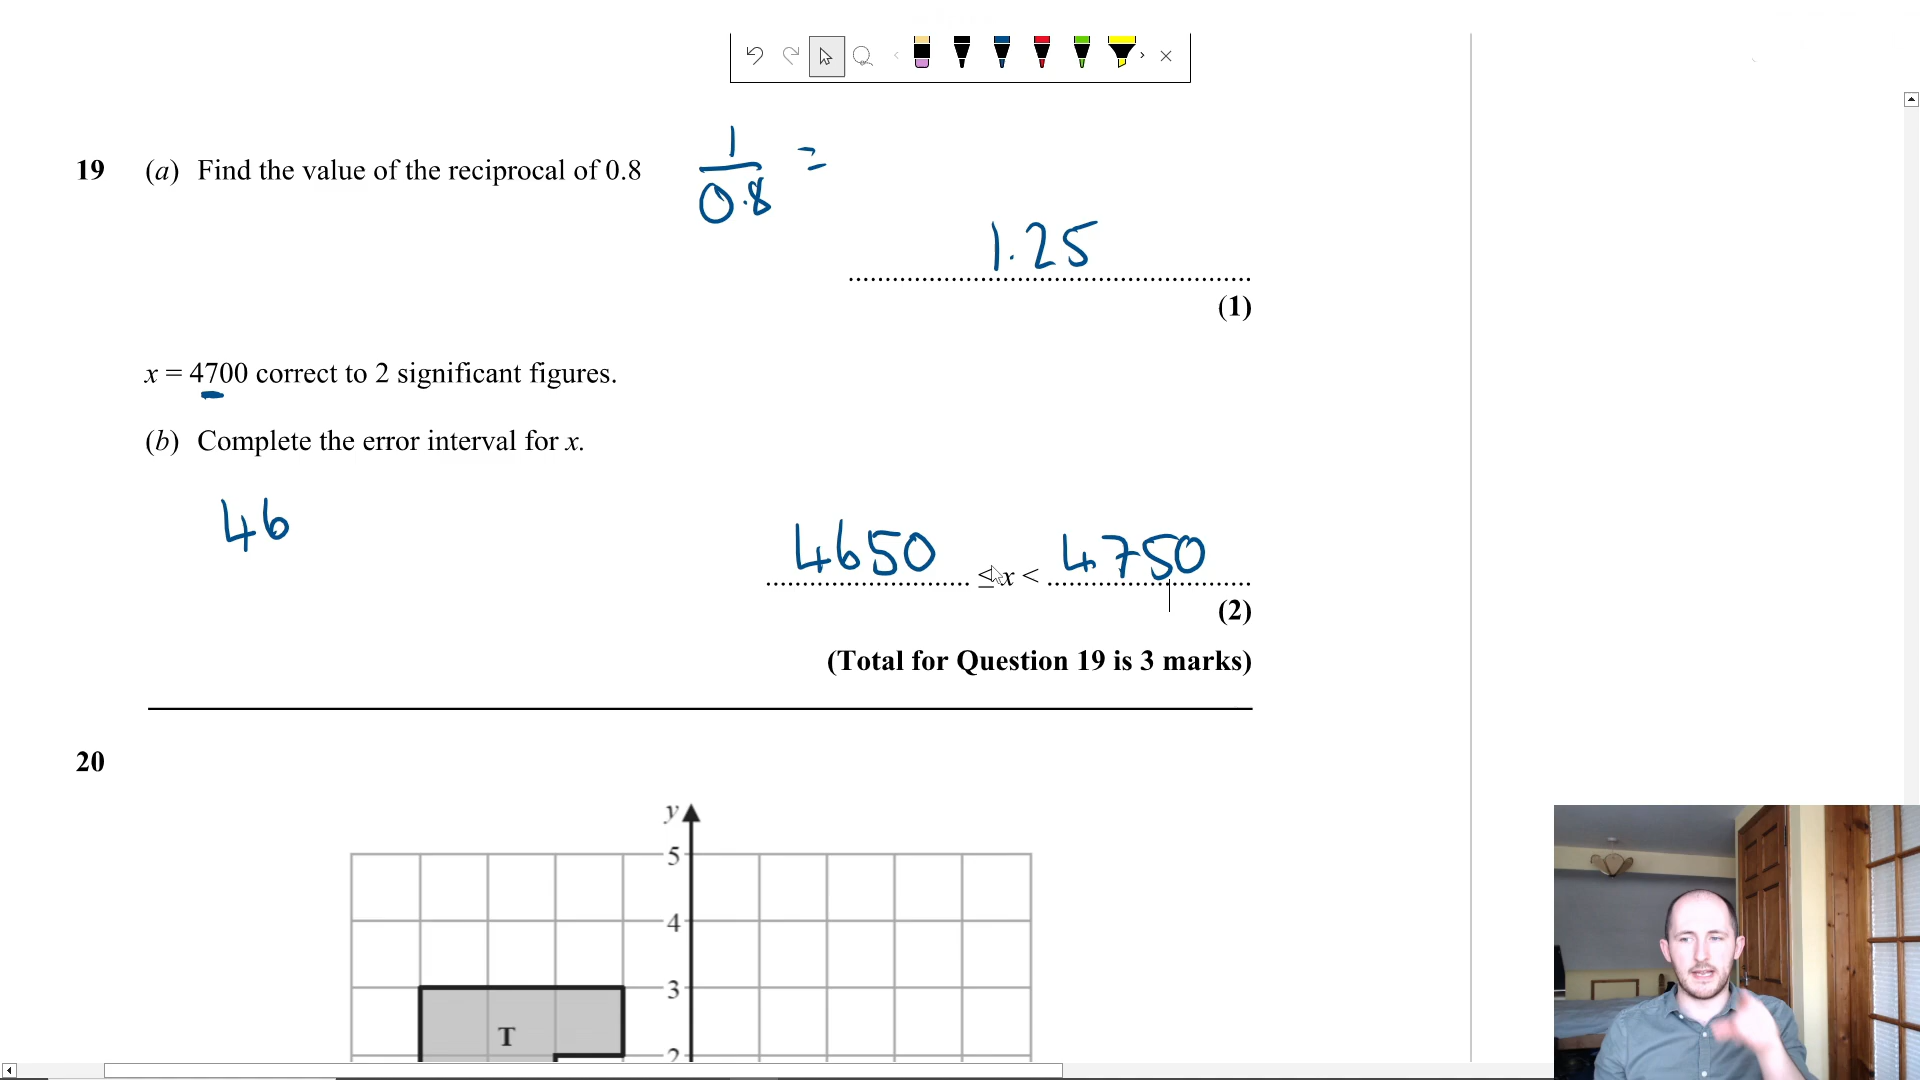 19 (a) Find the value of the reciprocal of 0.8
1
0.8
=
1.25
(1)
x = 4700 correct to 2 significant figures.
(b) Complete the error interval for x.
46
4650 ≤ x < 4750
(2)
(Total for Question 19 is 3 marks)
20
y
5
4
3
T
2